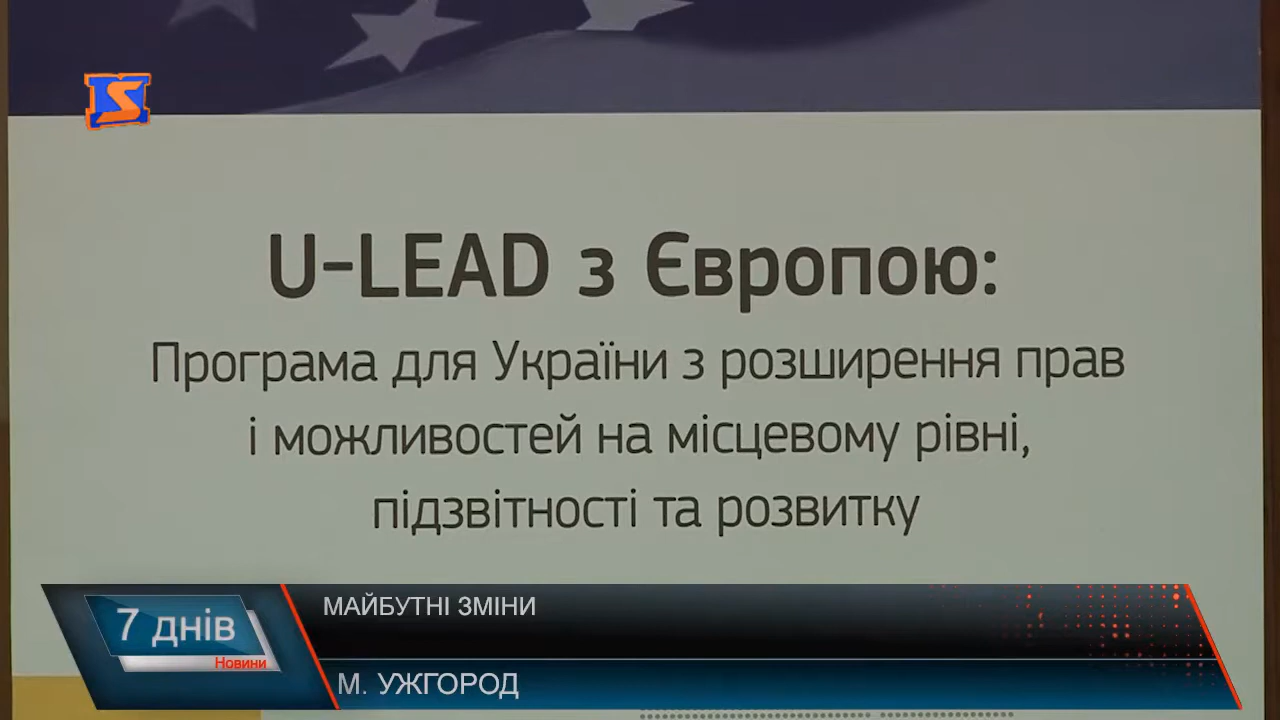 U-LEAD з Європою:
Програма для України з розширення прав
і можливостей на місцевому рівні,
підзвітності та розвитку
7 днів
Новини
МАЙБУТНІ ЗМІНИ
М. УЖГОРОД